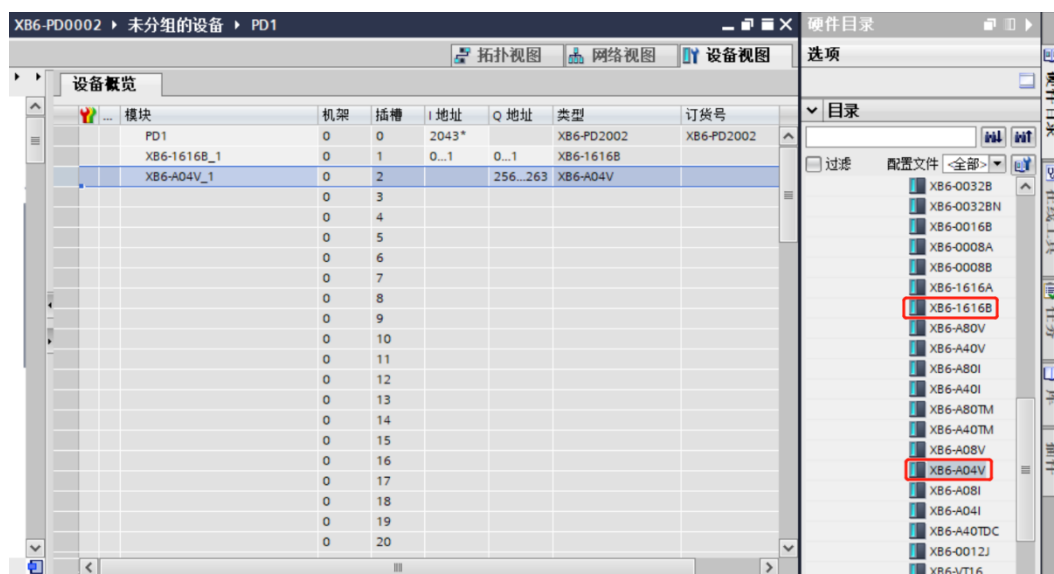 XB6-PD0002 ▸ 未分组的设备 ▸ PD1
拓扑视图 网络视图 设备视图
设备概览
... 模块 机架 插槽 I 地址 Q 地址 类型 订货号
PD1 0 0 2043* XB6-PD2002 XB6-PD2002
XB6-1616B_1 0 1 0...1 0...1 XB6-1616B
XB6-A04V_1 0 2 256...263 XB6-A04V
0 3
0 4
0 5
0 6
0 7
0 8
0 9
0 10
0 11
0 12
0 13
0 14
0 15
0 16
0 17
0 18
0 19
0 20
硬件目录
选项
目录
过滤 配置文件 <全部>
XB6-0032B
XB6-0032BN
XB6-0016B
XB6-0008A
XB6-0008B
XB6-1616A
XB6-1616B
XB6-A80V
XB6-A40V
XB6-A80I
XB6-A40I
XB6-A80TM
XB6-A40TM
XB6-A08V
XB6-A04V
XB6-A08I
XB6-A04I
XB6-A40TDC
XB6-0012J
XB6-VT16